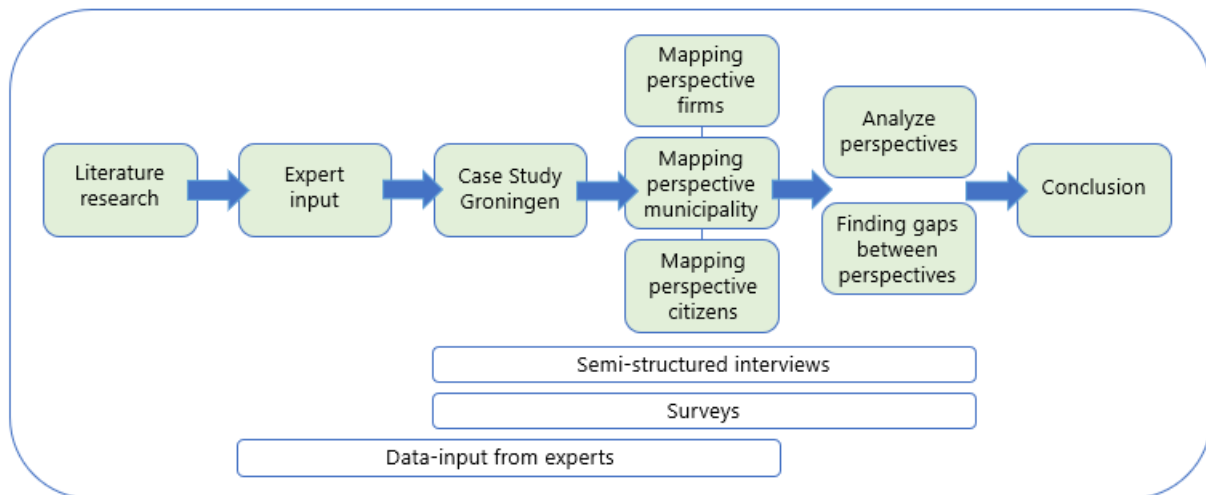 Literature
research
Expert
input
Case Study
Groningen
Mapping
perspective
firms
Mapping
perspective
municipality
Mapping
perspective
citizens
Analyze
perspectives
Finding gaps
between
perspectives
Conclusion
Semi-structured interviews
Surveys
Data-input from experts